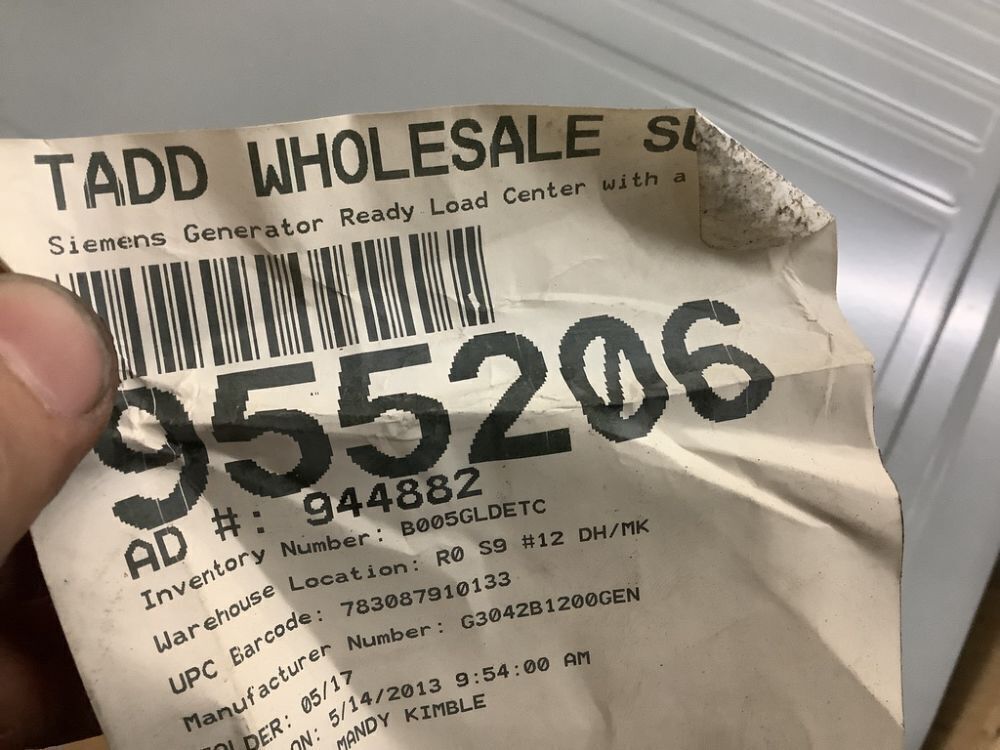 TADD WHOLESALE
Siemens Generator Ready Load Center with a
955206
AD #: 944882
Inventory Number: B005GLDETC
Warehouse Location: R0 S9 #12 DH/MK
UPC Barcode: 783087910133
Manufacturer Number: G3042B1200GEN
05/17
ON: 5/14/2013 9:54:00 AM
MANDY KIMBLE